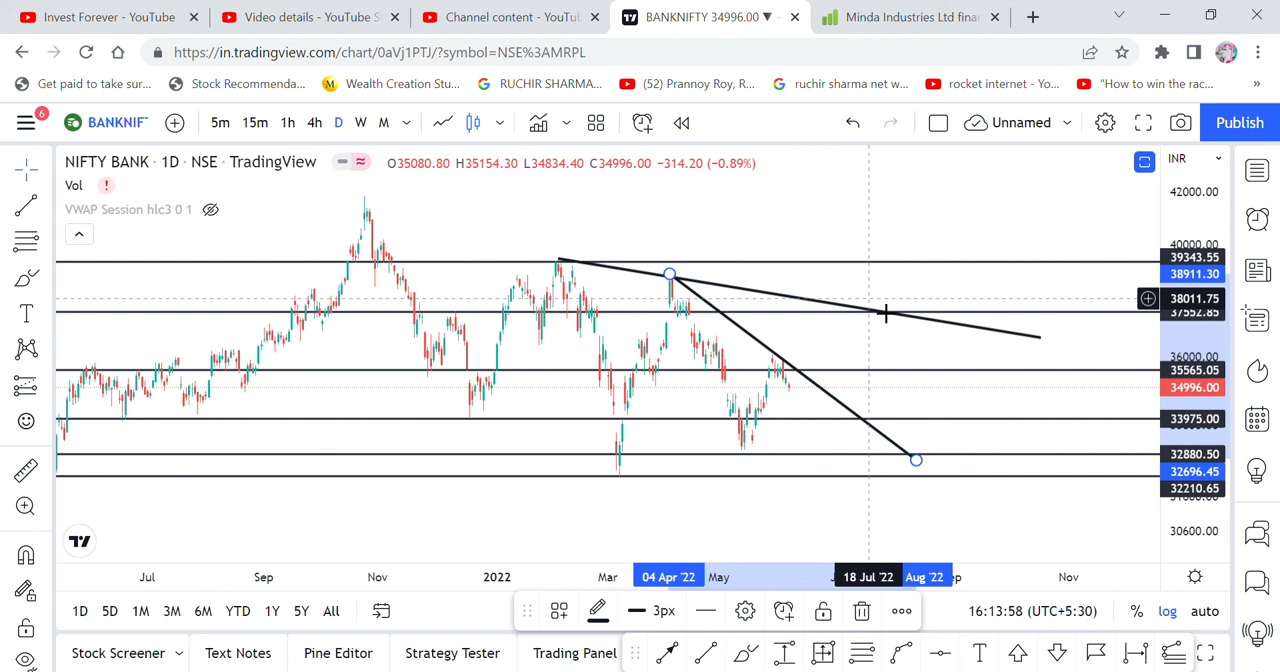 Invest Forever - YouTube
Video details - YouTube S
Channel content - YouTu
BANKNIFTY 34996.00 ▼
Minda Industries Ltd finar
https://in.tradingview.com/chart/0aVj1PTJ/?symbol=NSE%3AMRPL
Get paid to take sur...
Stock Recommenda...
Wealth Creation Stu...
RUCHIR SHARMA...
(52) Prannoy Roy, R...
ruchir sharma net w...
rocket internet - Yo...
"How to win the rac...
»
6
BANKNIF
5m 15m 1h 4h D W M
Unnamed
Publish
NIFTY BANK · 1D · NSE · TradingView
O35080.80 H35154.30 L34834.40 C34996.00 −314.20 (−0.89%)
INR
Vol
VWAP Session hlc3 0 1
42000.00
40000.00
39343.55
38911.30
38011.75
37552.85
36000.00
35565.05
34996.00
33975.00
32880.50
32696.45
32210.65
30600.00
Jul
Sep
Nov
2022
Mar
04 Apr '22
May
18 Jul '22
Aug '22
Nov
1D 5D 1M 3M 6M YTD 1Y 5Y All
3px
16:13:58 (UTC+5:30)
% log auto
Stock Screener
Text Notes
Pine Editor
Strategy Tester
Trading Panel